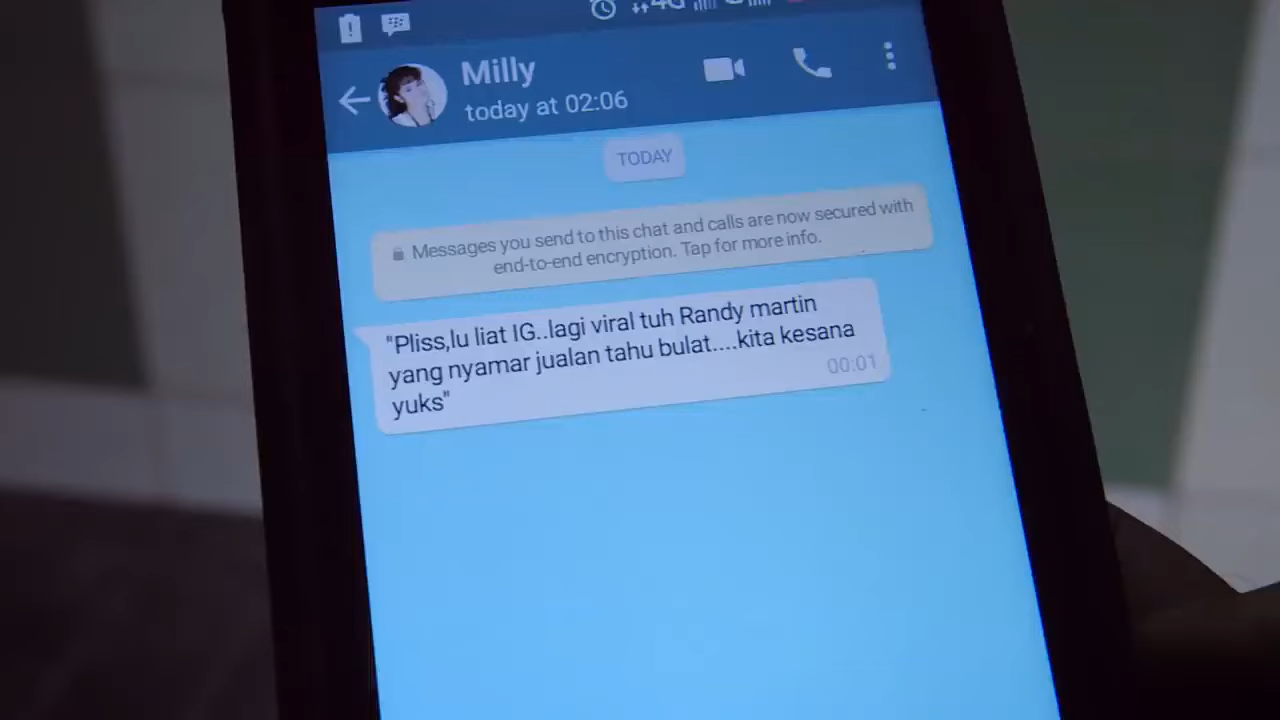 Milly
today at 02:06
TODAY
Messages you send to this chat and calls are now secured with
end-to-end encryption. Tap for more info.
"Pliss,lu liat IG..lagi viral tuh Randy martin
yang nyamar jualan tahu bulat....kita kesana
yuks"
00:01